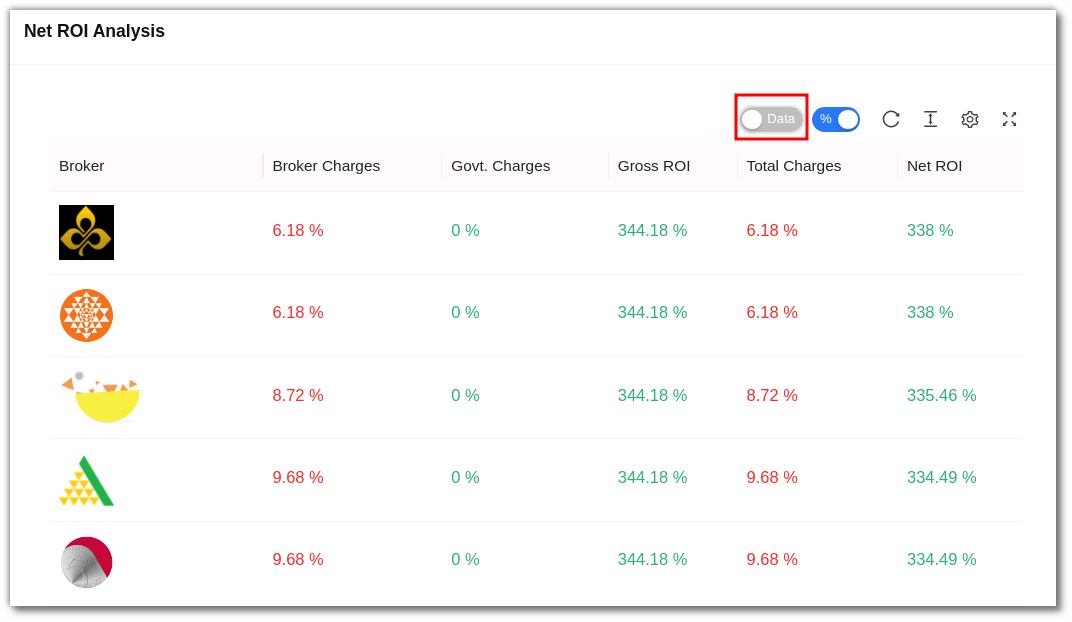 Net ROI Analysis
Data %
Broker Broker Charges Govt. Charges Gross ROI Total Charges Net ROI
6.18 % 0 % 344.18 % 6.18 % 338 %
6.18 % 0 % 344.18 % 6.18 % 338 %
8.72 % 0 % 344.18 % 8.72 % 335.46 %
9.68 % 0 % 344.18 % 9.68 % 334.49 %
9.68 % 0 % 344.18 % 9.68 % 334.49 %